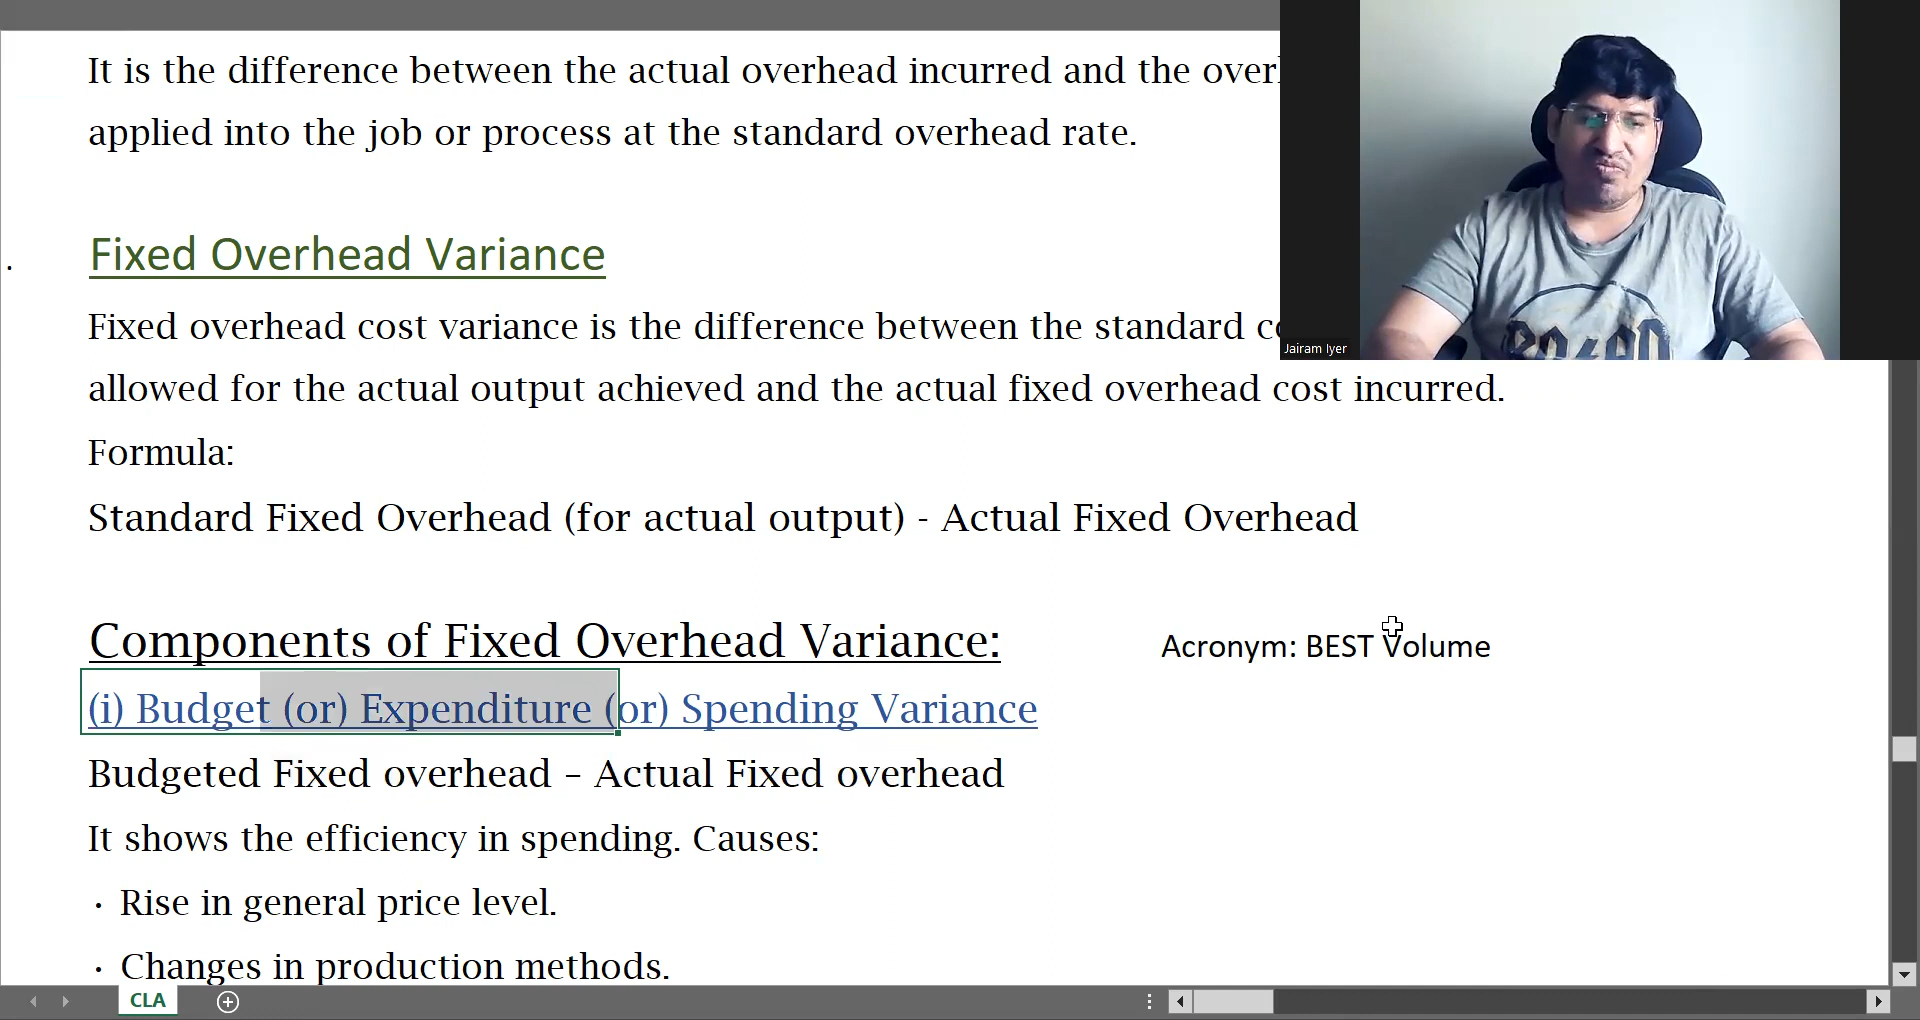 It is the difference between the actual overhead incurred and the
applied into the job or process at the standard overhead rate.
Fixed Overhead Variance
.
Fixed overhead cost variance is the difference between the standard
allowed for the actual output achieved and the actual fixed overhead cost incurred.
Formula:
Standard Fixed Overhead (for actual output) - Actual Fixed Overhead
Components of Fixed Overhead Variance:
Acronym: BEST Volume
(i) Budget (or) Expenditure (or) Spending Variance
Budgeted Fixed overhead – Actual Fixed overhead
It shows the efficiency in spending. Causes:
· Rise in general price level.
· Changes in production methods.
Jairam Iyer
CLA